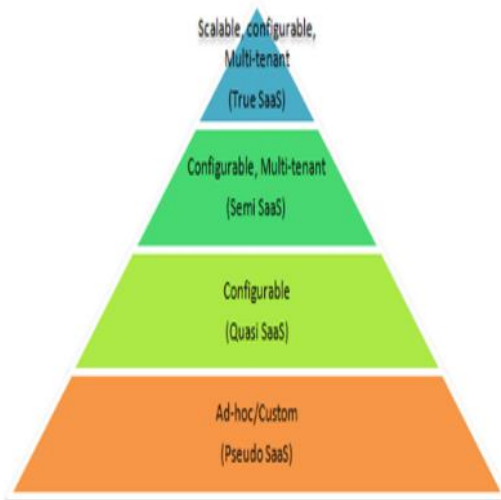 Scalable, configurable,
Multi-tenant
(True SaaS)
Configurable, Multi-tenant
(Semi SaaS)
Configurable
(Quasi SaaS)
Ad-hoc/Custom
(Pseudo SaaS)